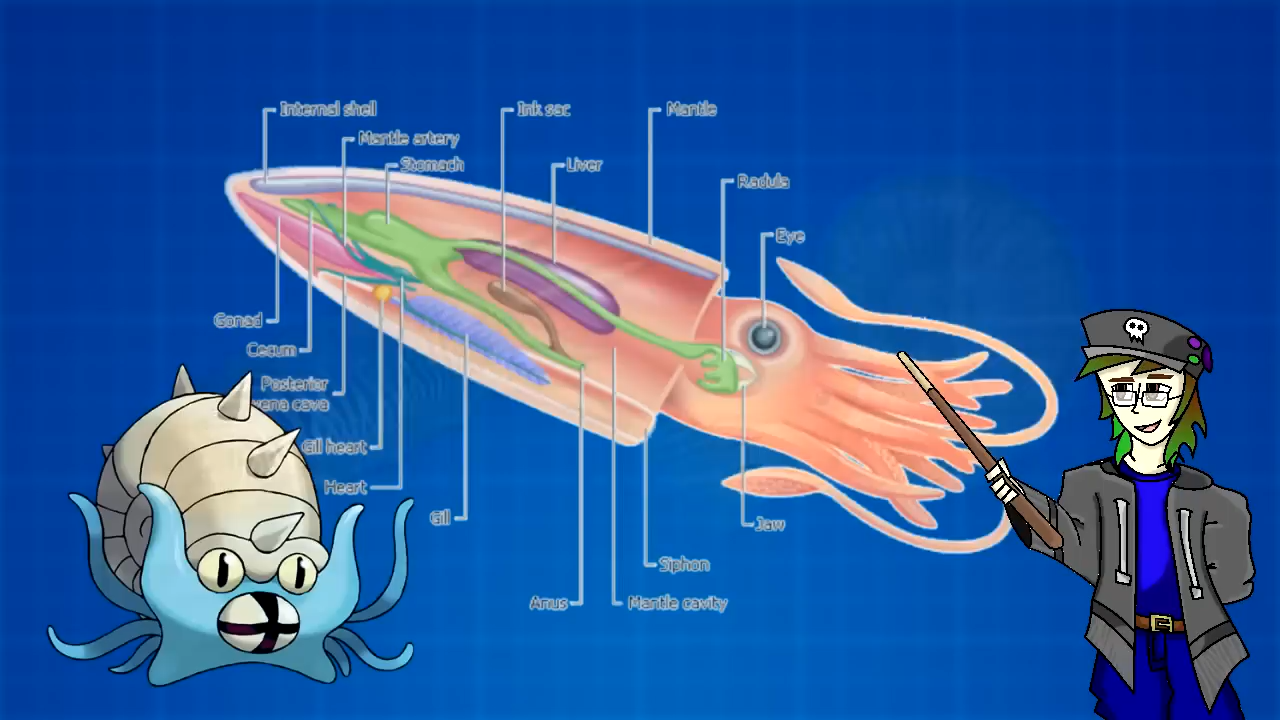 Internal shell
Ink sac
Mantle
Mantle artery
Stomach
Liver
Radula
Eye
Gonad
Cecum
Posterior
vena cava
Gill heart
Heart
Gill
Jaw
Siphon
Anus
Mantle cavity